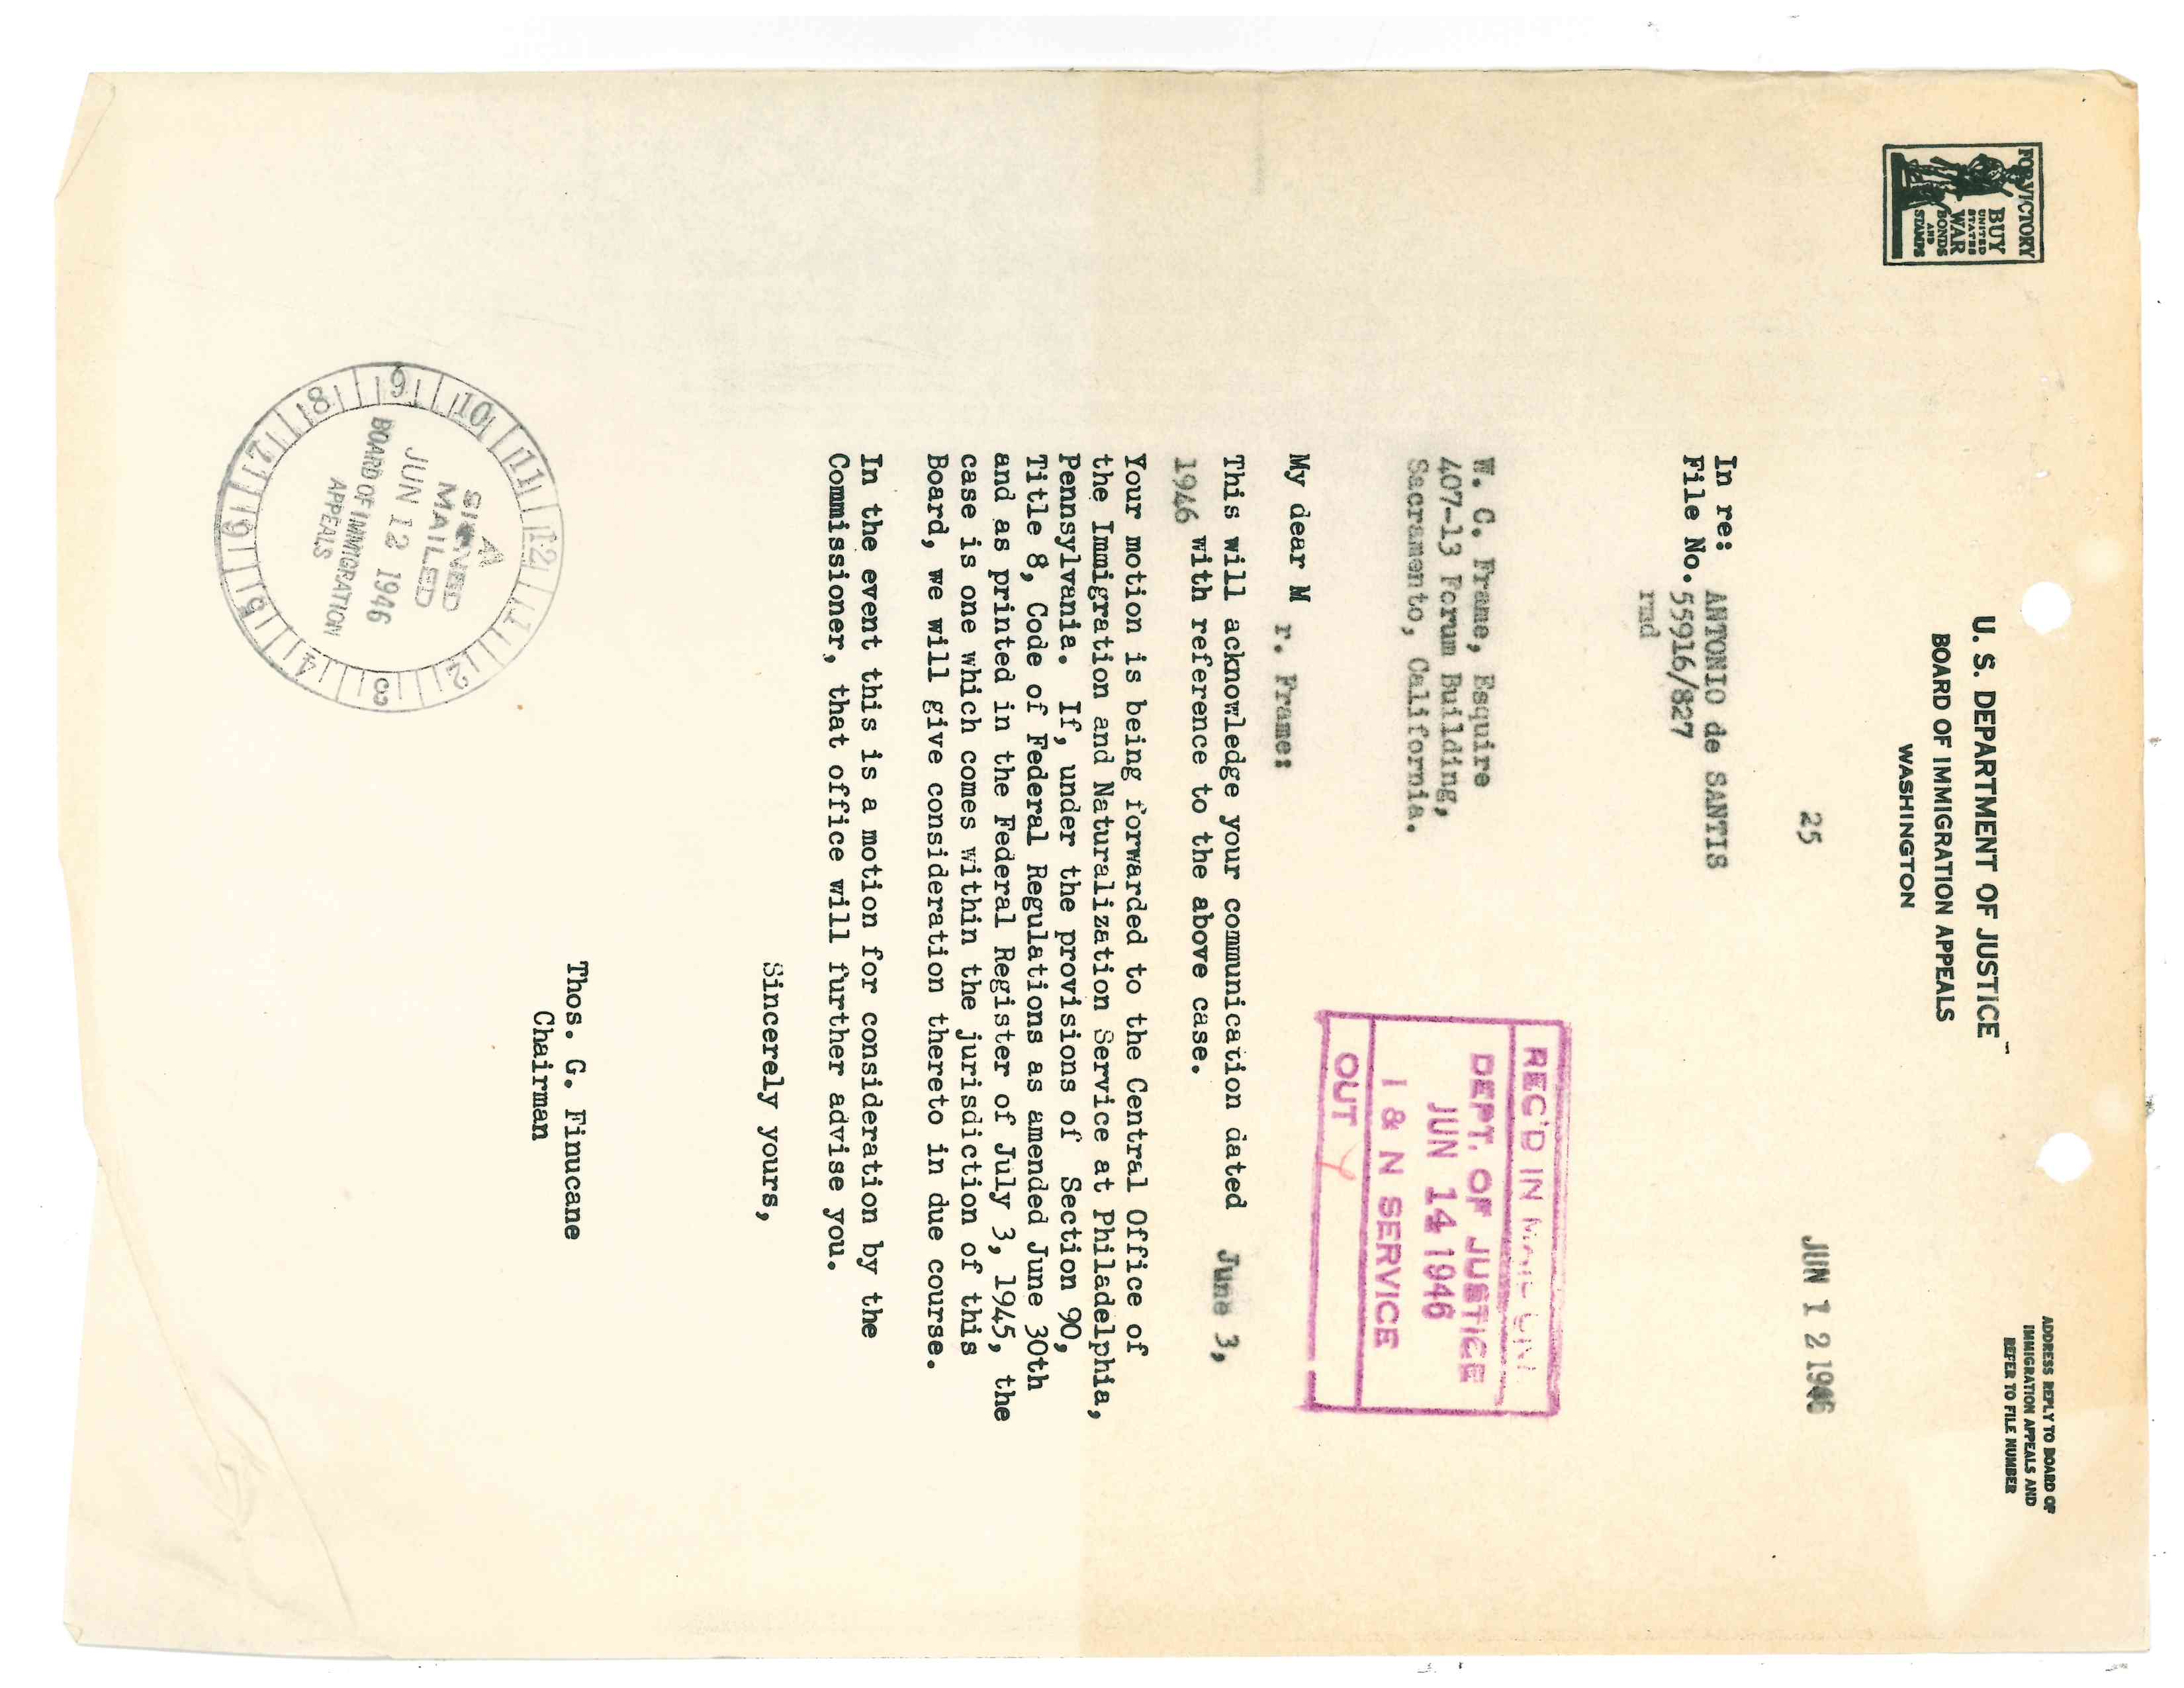 FOR VICTORY
BUY
UNITED
STATES
WAR
BONDS
AND
STAMPS
ADDRESS REPLY TO BOARD OF
IMMIGRATION APPEALS AND
REFER TO FILE NUMBER
U. S. DEPARTMENT OF JUSTICE
BOARD OF IMMIGRATION APPEALS
WASHINGTON
25
JUN 12 1946
In re: ANTONIO de SANTIS
File No. 55916/827
rmd
REC'D IN MAIL
DEPT. OF JUSTICE
JUN 14 1946
I & N SERVICE
OUT
W. C. Frame, Esquire
407-13 Forum Building,
Sacramento, California.
My dear Mr. Frame:
This will acknowledge your communication dated June 3,
1946 with reference to the above case.
Your motion is being forwarded to the Central Office of
the Immigration and Naturalization Service at Philadelphia,
Pennsylvania. If, under the provisions of Section 90,
Title 8, Code of Federal Regulations as amended June 30th
and as printed in the Federal Register of July 3, 1945, the
case is one which comes within the jurisdiction of this
Board, we will give consideration thereto in due course.
In the event this is a motion for consideration by the
Commissioner, that office will further advise you.
Sincerely yours,
Thos. G. Finucane
Chairman
12 1 2 3 4 5 6 7 8 9 10 11
SIGNED
MAILED
JUN 12 1946
BOARD OF IMMIGRATION
APPEALS